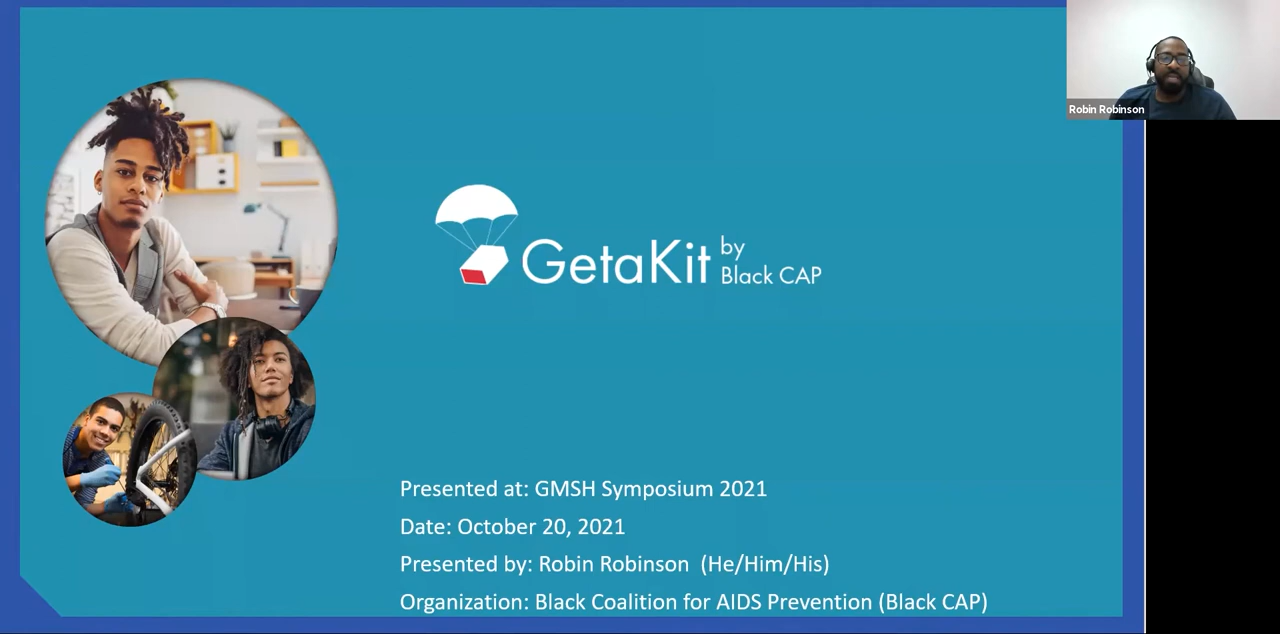 Robin Robinson
GetaKit by
Black CAP
Presented at: GMSH Symposium 2021
Date: October 20, 2021
Presented by: Robin Robinson (He/Him/His)
Organization: Black Coalition for AIDS Prevention (Black CAP)